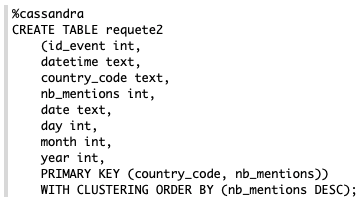 %cassandra
CREATE TABLE requete2
(id_event int,
datetime text,
country_code text,
nb_mentions int,
date text,
day int,
month int,
year int,
PRIMARY KEY (country_code, nb_mentions))
WITH CLUSTERING ORDER BY (nb_mentions DESC);